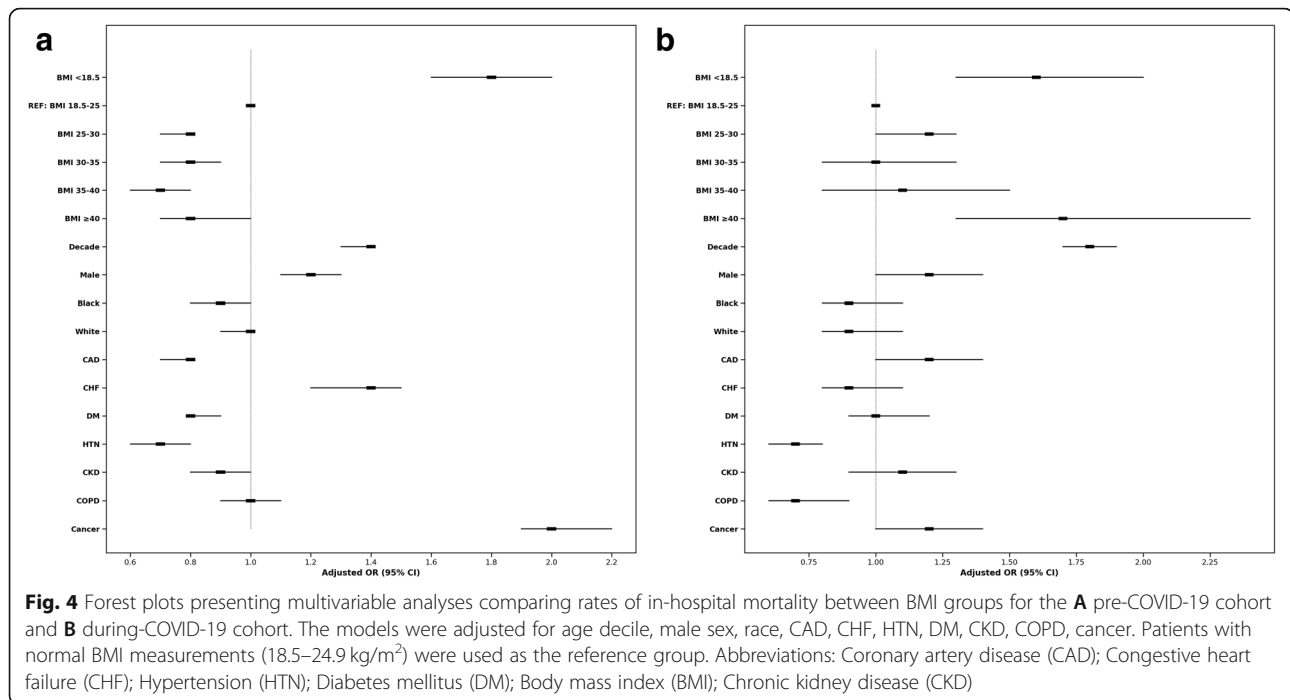 a
BMI <18.5
REF: BMI 18.5-25
BMI 25-30
BMI 30-35
BMI 35-40
BMI ≥40
Decade
Male
Black
White
CAD
CHF
DM
HTN
CKD
COPD
Cancer
0.6 0.8 1.0 1.2 1.4 1.6 1.8 2.0 2.2
Adjusted OR (95% CI)
b
BMI <18.5
REF: BMI 18.5-25
BMI 25-30
BMI 30-35
BMI 35-40
BMI ≥40
Decade
Male
Black
White
CAD
CHF
DM
HTN
CKD
COPD
Cancer
0.75 1.00 1.25 1.50 1.75 2.00 2.25
Adjusted OR (95% CI)
Fig. 4 Forest plots presenting multivariable analyses comparing rates of in-hospital mortality between BMI groups for the A pre-COVID-19 cohort
and B during-COVID-19 cohort. The models were adjusted for age decile, male sex, race, CAD, CHF, HTN, DM, CKD, COPD, cancer. Patients with
normal BMI measurements (18.5–24.9 kg/m²) were used as the reference group. Abbreviations: Coronary artery disease (CAD); Congestive heart
failure (CHF); Hypertension (HTN); Diabetes mellitus (DM); Body mass index (BMI); Chronic kidney disease (CKD)